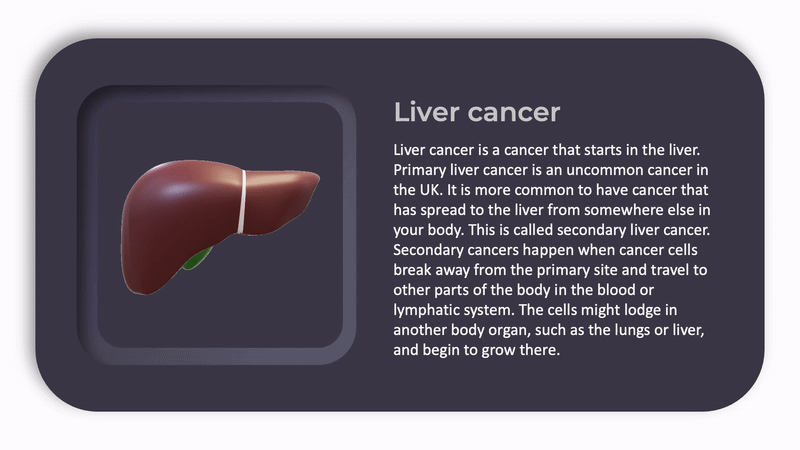 Liver cancer
Liver cancer is a cancer that starts in the liver.
Primary liver cancer is an uncommon cancer in
the UK. It is more common to have cancer that
has spread to the liver from somewhere else in
your body. This is called secondary liver cancer.
Secondary cancers happen when cancer cells
break away from the primary site and travel to
other parts of the body in the blood or
lymphatic system. The cells might lodge in
another body organ, such as the lungs or liver,
and begin to grow there.